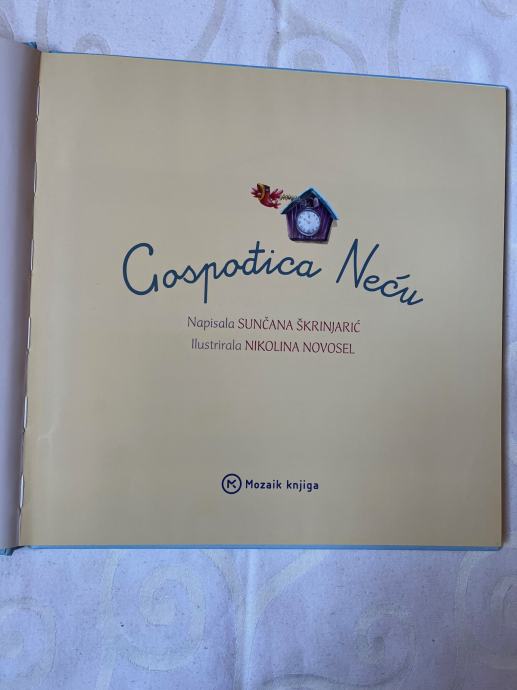 Gospođica Neću
Napisala SUNČANA ŠKRINJARIĆ
Ilustrirala NIKOLINA NOVOSEL
Mozaik knjiga